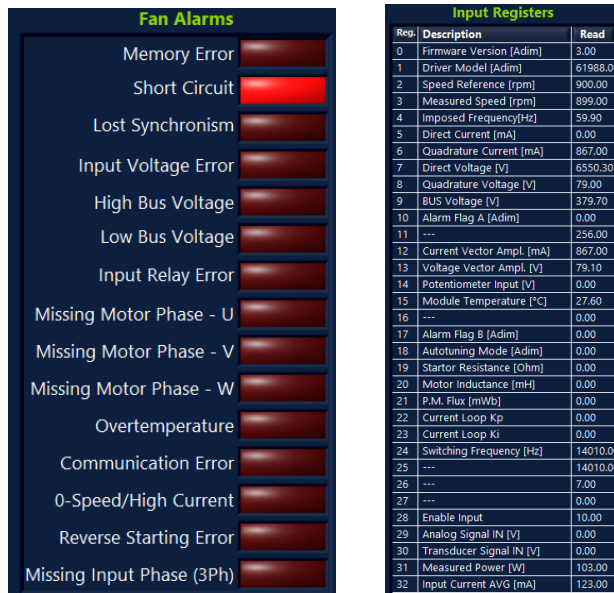 Fan Alarms
Memory Error
Short Circuit
Lost Synchronism
Input Voltage Error
High Bus Voltage
Low Bus Voltage
Input Relay Error
Missing Motor Phase - U
Missing Motor Phase - V
Missing Motor Phase - W
Overtemperature
Communication Error
0-Speed/High Current
Reverse Starting Error
Missing Input Phase (3Ph)
Input Registers
Reg. Description Read
0 Firmware Version [Adim] 3.00
1 Driver Model [Adim] 61988.00
2 Speed Reference [rpm] 900.00
3 Measured Speed [rpm] 899.00
4 Imposed Frequency[Hz] 59.90
5 Direct Current [mA] 0.00
6 Quadrature Current [mA] 867.00
7 Direct Voltage [V] 6550.30
8 Quadrature Voltage [V] 79.00
9 BUS Voltage [V] 379.70
10 Alarm Flag A [Adim] 0.00
11 --- 256.00
12 Current Vector Ampl. [mA] 867.00
13 Voltage Vector Ampl. [V] 79.10
14 Potentiometer Input [V] 0.00
15 Module Temperature [°C] 27.60
16 --- 0.00
17 Alarm Flag B [Adim] 0.00
18 Autotuning Mode [Adim] 0.00
19 Startor Resistance [Ohm] 0.00
20 Motor Inductance [mH] 0.00
21 P.M. Flux [mWb] 0.00
22 Current Loop Kp 0.00
23 Current Loop Ki 0.00
24 Switching Frequency [Hz] 14010.0
25 --- 14010.0
26 --- 7.00
27 --- 0.00
28 Enable Input 10.00
29 Analog Signal IN [V] 0.00
30 Transducer Signal IN [V] 0.00
31 Measured Power [W] 103.00
32 Input Current AVG [mA] 123.00